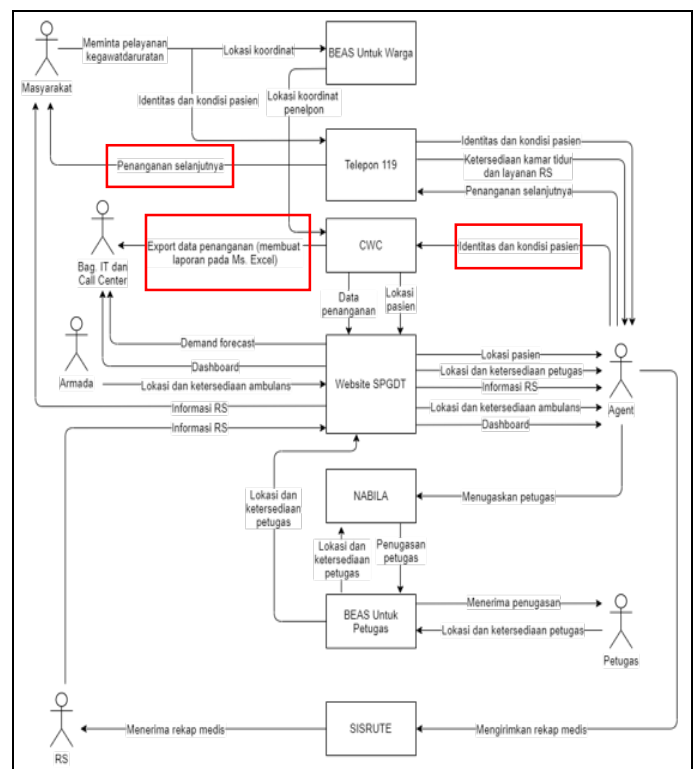 Meminta pelayanan
kegawatdaruratan
Lokasi koordinat
BEAS Untuk Warga
Masyarakat
Identitas dan kondisi pasien
Lokasi koordinat
penelpon
Penanganan selanjutnya
Telepon 119
Identitas dan kondisi pasien
Ketersediaan kamar tidur
dan layanan RS
Penanganan selanjutnya
Bag. IT dan
Call Center
Export data penanganan (membuat
laporan pada Ms. Excel)
CWC
Identitas dan kondisi pasien
Data
penanganan
Lokasi
pasien
Demand forecast
Dashboard
Armada
Lokasi dan ketersediaan ambulans
Informasi RS
Informasi RS
Website SPGDT
Lokasi pasien
Lokasi dan ketersediaan petugas
Informasi RS
Lokasi dan ketersediaan ambulans
Dashboard
Agent
Lokasi dan
ketersediaan
petugas
NABILA
Menugaskan petugas
Lokasi dan
ketersediaan
petugas
Penugasan
petugas
BEAS Untuk
Petugas
Menerima penugasan
Lokasi dan ketersediaan petugas
Petugas
RS
Menerima rekap medis
SISRUTE
Mengirimkan rekap medis